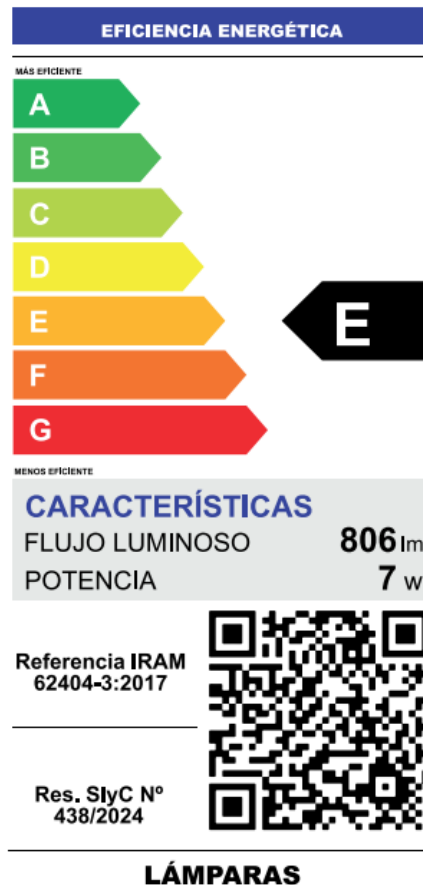 EFICIENCIA ENERGÉTICA
MÁS EFICIENTE
A
B
C
D
E
E
F
G
MENOS EFICIENTE
CARACTERÍSTICAS
FLUJO LUMINOSO 806 lm
POTENCIA 7 w
Referencia IRAM
62404-3:2017
Res. SIyC Nº
438/2024
LÁMPARAS